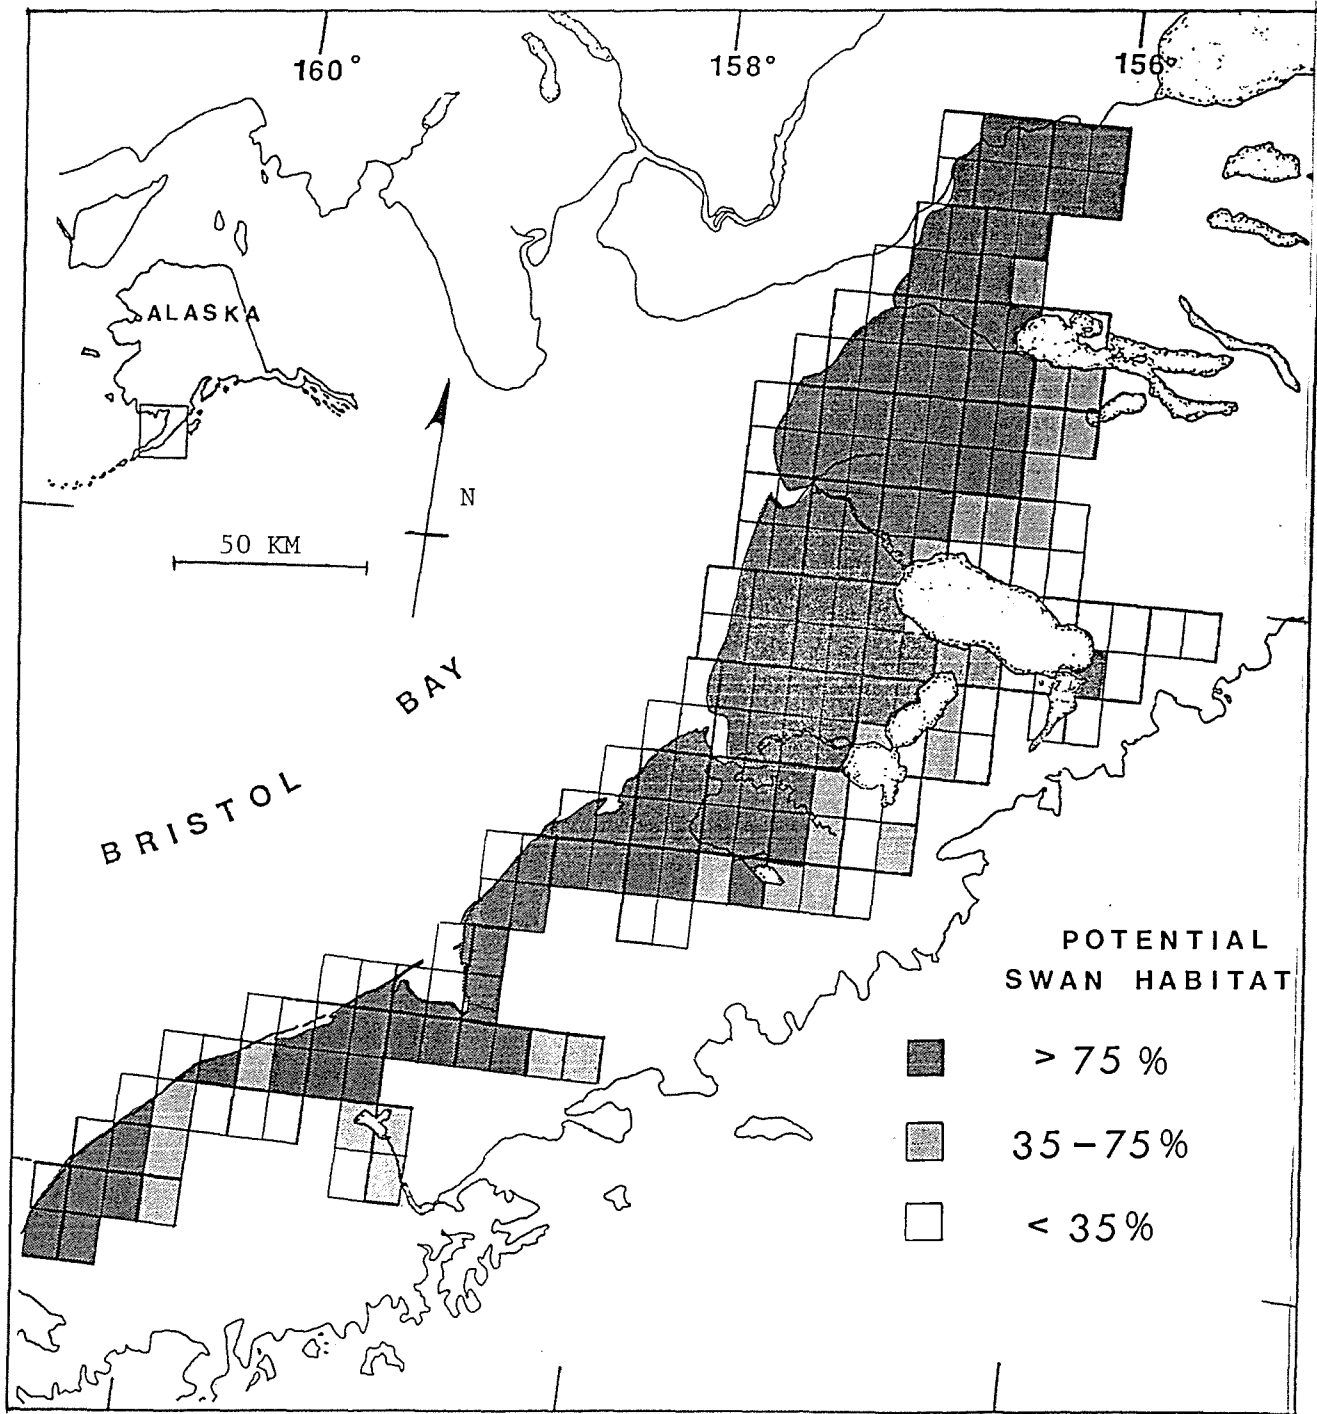 160°
158°
156°
ALASKA
N
50 KM
BRISTOL BAY
POTENTIAL
SWAN HABITAT
> 75 %
35-75 %
< 35 %